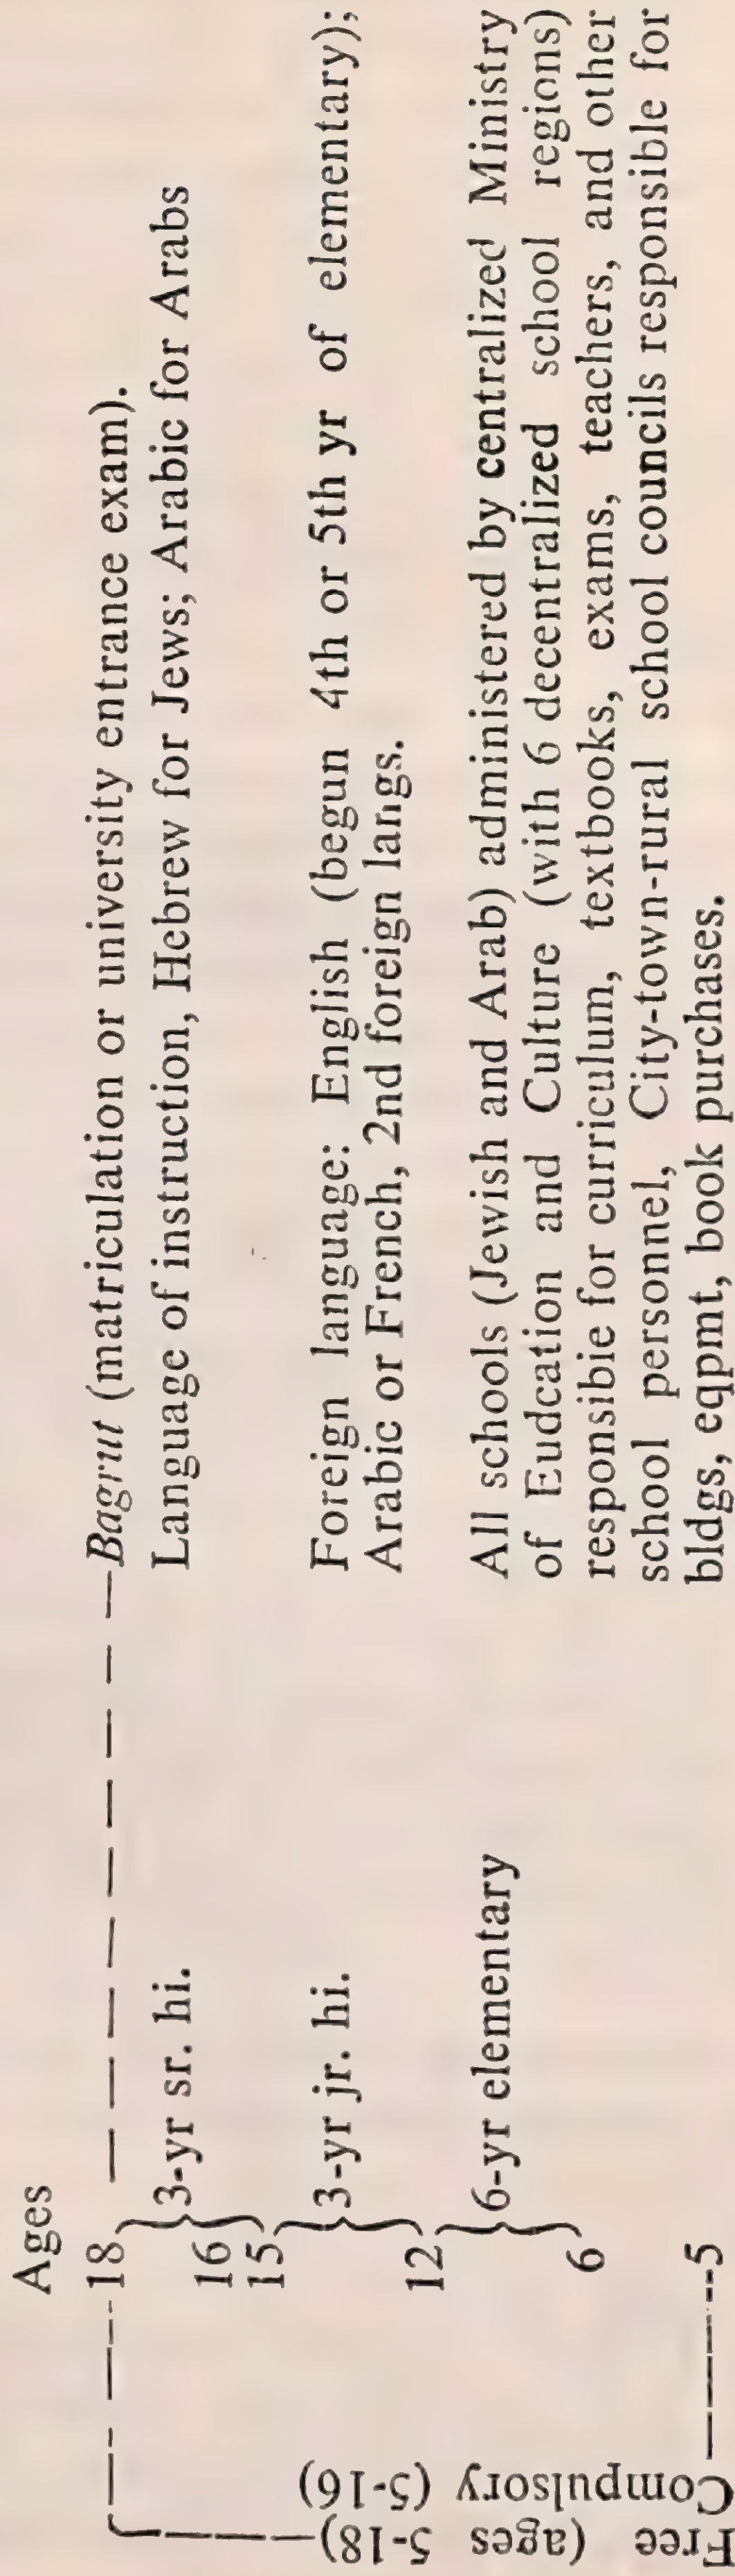 Ages
18 — — — — — — — — —Bagrut (matriculation or university entrance exam).
3-yr sr. hi.
Language of instruction, Hebrew for Jews; Arabic for Arabs
16
15
3-yr jr. hi.
Foreign language: English (begun 4th or 5th yr of elementary);
Arabic or French, 2nd foreign langs.
12
6-yr elementary
All schools (Jewish and Arab) administered by centralized Ministry
of Eudcation and Culture (with 6 decentralized school regions)
6
responsible for curriculum, textbooks, exams, teachers, and other
school personnel, City-town-rural school councils responsible for
5
bldgs, eqpmt, book purchases.
Free (ages 5-18)
Compulsory (5-16)